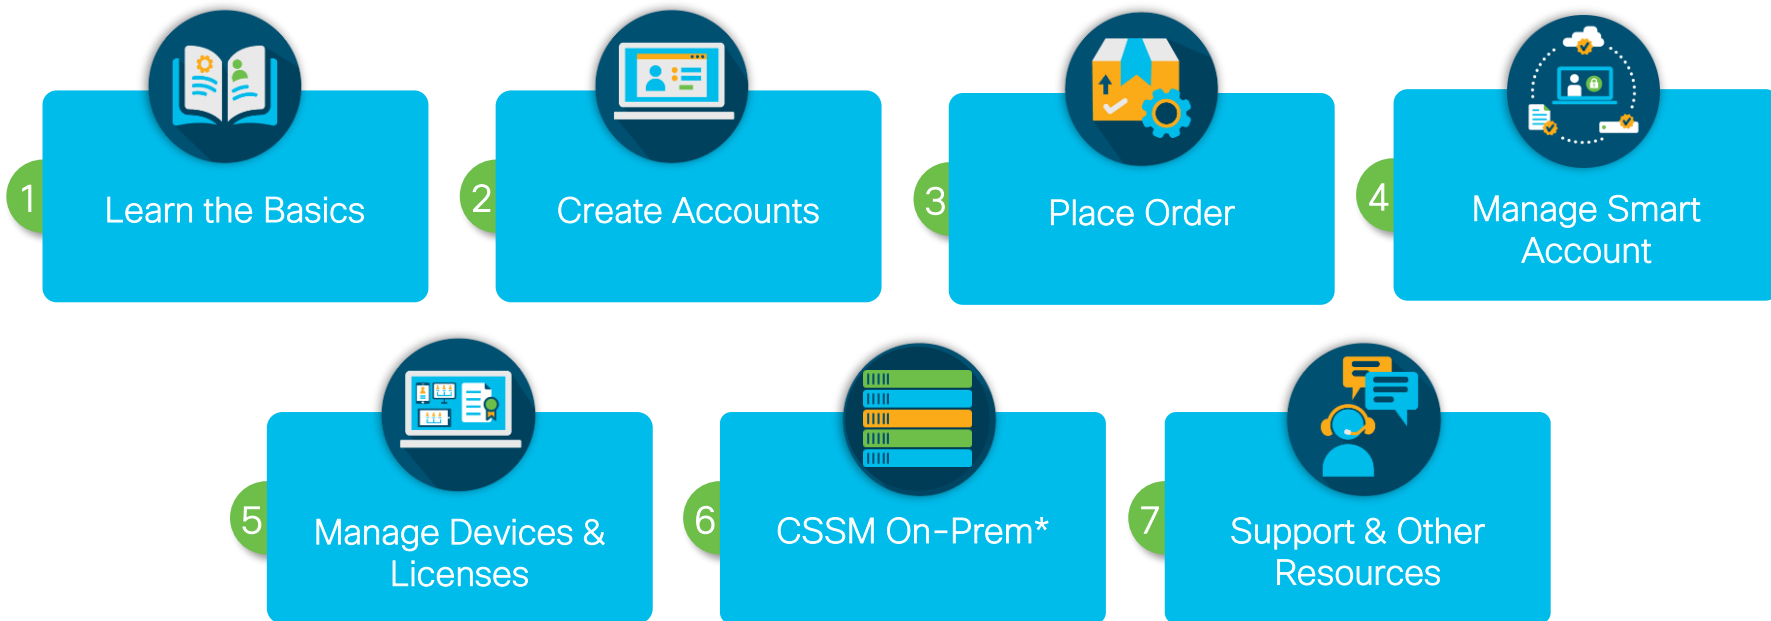 1
Learn the Basics
2
Create Accounts
3
Place Order
4
Manage Smart
Account
5
Manage Devices &
Licenses
6
CSSM On-Prem*
7
Support & Other
Resources